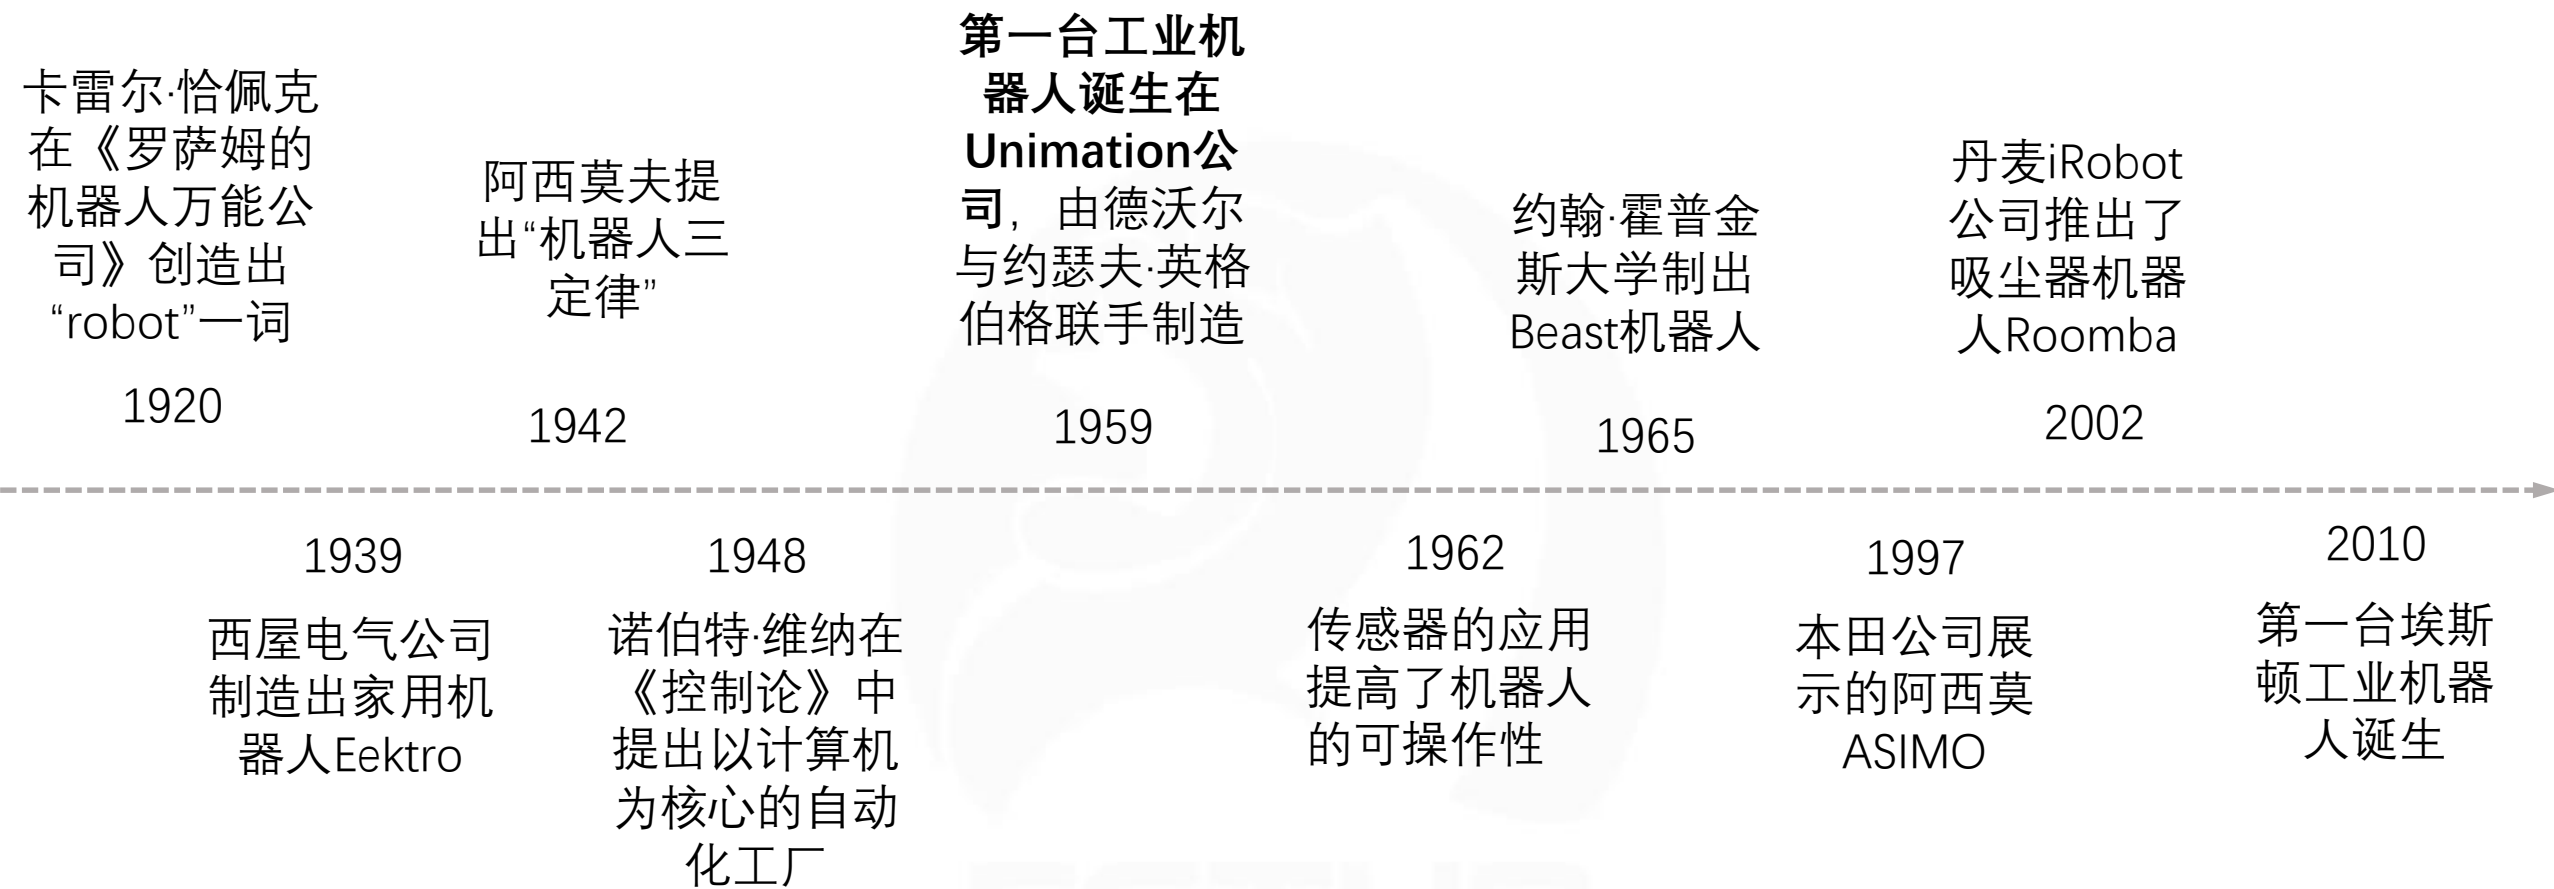 卡雷尔·恰佩克
在《罗萨姆的
机器人万能公
司》创造出
“robot”一词
1920
1939
西屋电气公司
制造出家用机
器人Eektro
阿西莫夫提
出“机器人三
定律”
1942
1948
诺伯特·维纳在
《控制论》中
提出以计算机
为核心的自动
化工厂
第一台工业机
器人诞生在
Unimation公
司，由德沃尔
与约瑟夫·英格
伯格联手制造
1959
1962
传感器的应用
提高了机器人
的可操作性
约翰·霍普金
斯大学制出
Beast机器人
1965
1997
本田公司展
示的阿西莫
ASIMO
丹麦iRobot
公司推出了
吸尘器机器
人Roomba
2002
2010
第一台埃斯
顿工业机器
人诞生